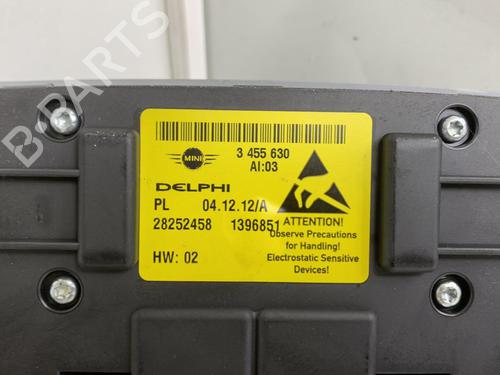 B-PARTS
MINI
3 455 630
AI:03
DELPHI
PL 04.12.12/A
28252458 1396851
HW: 02
ATTENTION!
Observe Precautions
for Handling!
Electrostatic Sensitive
Devices!